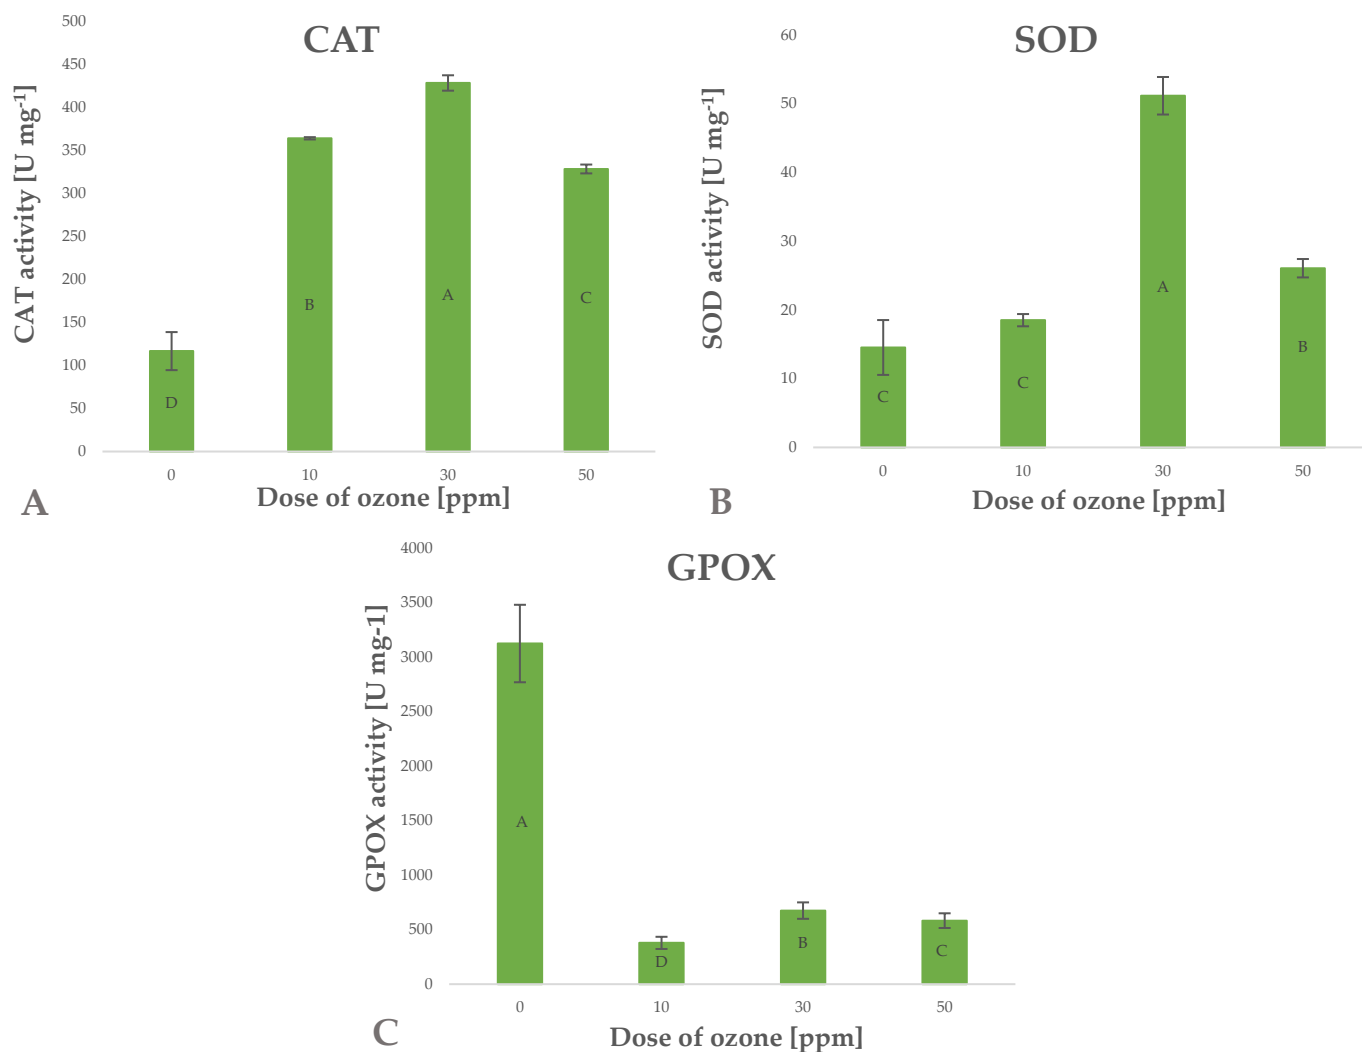 CAT
CAT activity [U mg-1]
500
450
400
350
300
250
200
150
100
50
0
D
B
A
C
0 10 30 50
Dose of ozone [ppm]
A
SOD
SOD activity [U mg-1]
60
50
40
30
20
10
0
C
C
A
B
0 10 30 50
Dose of ozone [ppm]
B
GPOX
GPOX activity [U mg-1]
4000
3500
3000
2500
2000
1500
1000
500
0
A
D
B
C
0 10 30 50
Dose of ozone [ppm]
C